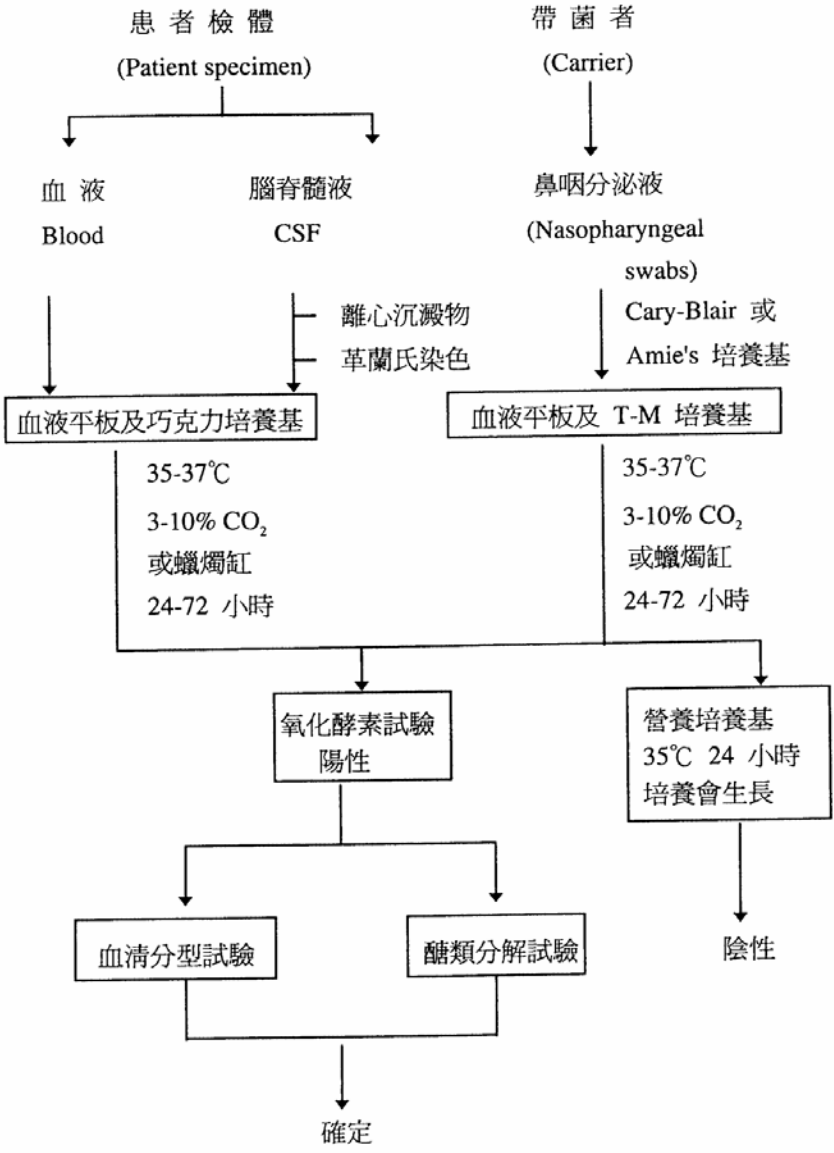 患者檢體
(Patient specimen)
帶菌者
(Carrier)
血液
Blood
腦脊髓液
CSF
鼻咽分泌液
(Nasopharyngeal
swabs)
離心沉澱物
革蘭氏染色
Cary-Blair 或
Amie's 培養基
血液平板及巧克力培養基
血液平板及 T-M 培養基
35-37℃
3-10% CO₂
或蠟燭缸
24-72 小時
35-37℃
3-10% CO₂
或蠟燭缸
24-72 小時
氧化酵素試驗
陽性
營養培養基
35℃ 24 小時
培養會生長
血清分型試驗
醣類分解試驗
陰性
確定